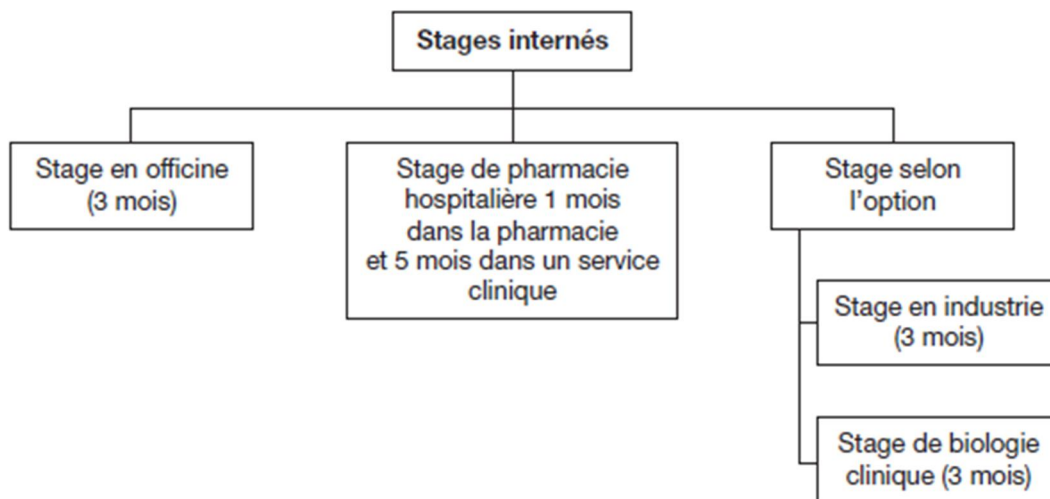 Stages internés
Stage en officine
(3 mois)
Stage de pharmacie
hospitalière 1 mois
dans la pharmacie
et 5 mois dans un service
clinique
Stage selon
l'option
Stage en industrie
(3 mois)
Stage de biologie
clinique (3 mois)